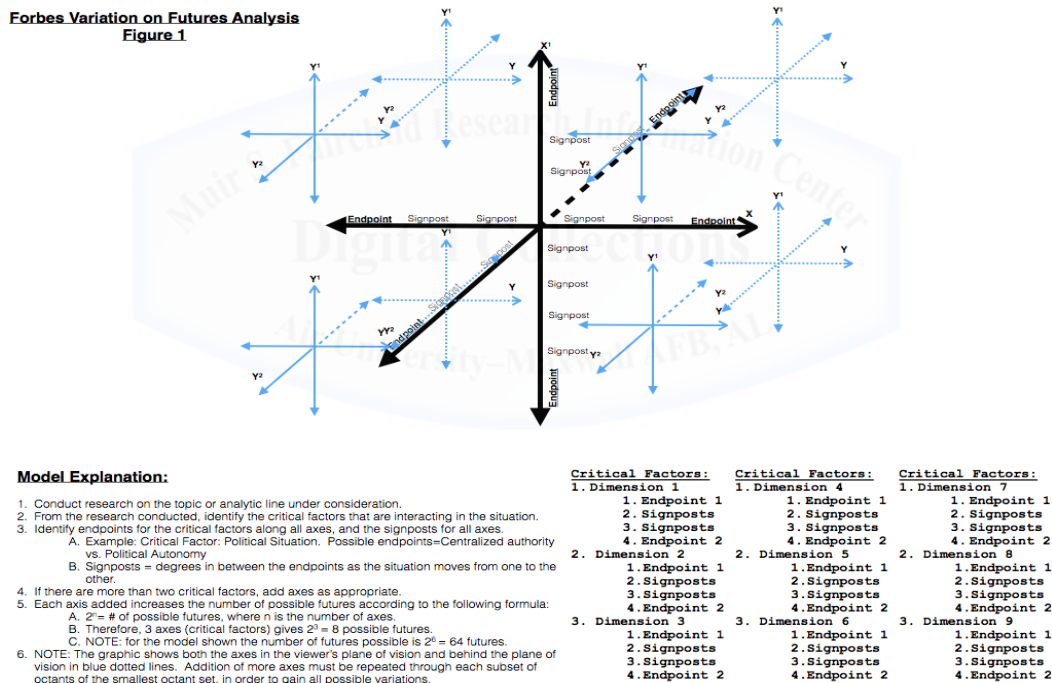 Forbes Variation on Futures Analysis
Figure 1
Y¹
Y¹
X¹
Y¹
Y
Y¹
Y
Endpoint
Y²
Y
Endpoint
Y²
Y
Signpost
Signpost
Y²
Signpost
Y²
Muir S. Fairchild Research Information Center
Digital Collections
Air University–Maxwell AFB, AL
Y¹
Endpoint Signpost Signpost Signpost Signpost Endpoint X
Y¹
Signpost
Signpost
Y
Y¹
Y¹
Signpost
Y
Signpost
Y²
Y
Signpost
YY²
Endpoint
Signpost
Y²
Y²
Endpoint
Model Explanation:
1. Conduct research on the topic or analytic line under consideration.
2. From the research conducted, identify the critical factors that are interacting in the situation.
3. Identify endpoints for the critical factors along all axes, and the signposts for all axes.
A. Example: Critical Factor: Political Situation. Possible endpoints=Centralized authority
vs. Political Autonomy
B. Signposts = degrees in between the endpoints as the situation moves from one to the
other.
4. If there are more than two critical factors, add axes as appropriate.
5. Each axis added increases the number of possible futures according to the following formula:
A. 2ⁿ= # of possible futures, where n is the number of axes.
B. Therefore, 3 axes (critical factors) gives 2³ = 8 possible futures.
C. NOTE: for the model shown the number of futures possible is 2⁶ = 64 futures.
6. NOTE: The graphic shows both the axes in the viewer's plane of vision and behind the plane of
vision in blue dotted lines. Addition of more axes must be repeated through each subset of
octants of the smallest octant set, in order to gain all possible variations.
Critical Factors:
1. Dimension 1
1. Endpoint 1
2. Signposts
3. Signposts
4. Endpoint 2
2. Dimension 2
1.Endpoint 1
2.Signposts
3.Signposts
4.Endpoint 2
3. Dimension 3
1.Endpoint 1
2.Signposts
3.Signposts
4.Endpoint 2
Critical Factors:
1. Dimension 4
1. Endpoint 1
2. Signposts
3. Signposts
4. Endpoint 2
2. Dimension 5
1.Endpoint 1
2.Signposts
3.Signposts
4.Endpoint 2
3. Dimension 6
1.Endpoint 1
2.Signposts
3.Signposts
4.Endpoint 2
Critical Factors:
1. Dimension 7
1. Endpoint 1
2. Signposts
3. Signposts
4. Endpoint 2
2. Dimension 8
1.Endpoint 1
2.Signposts
3.Signposts
4.Endpoint 2
3. Dimension 9
1.Endpoint 1
2.Signposts
3.Signposts
4.Endpoint 2